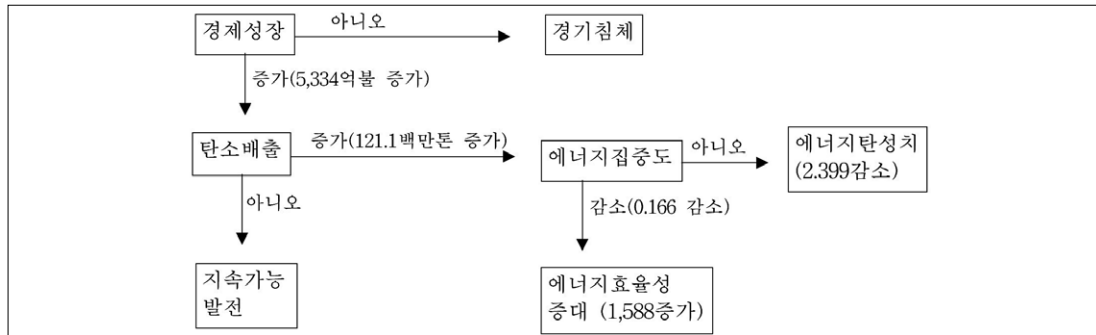 경제성장
아니오
경기침체
증가(5,334억불 증가)
탄소배출
증가(121.1백만톤 증가)
에너지집중도
아니오
에너지탄성치
(2.399감소)
아니오
감소(0.166 감소)
지속가능
발전
에너지효율성
증대 (1,588증가)